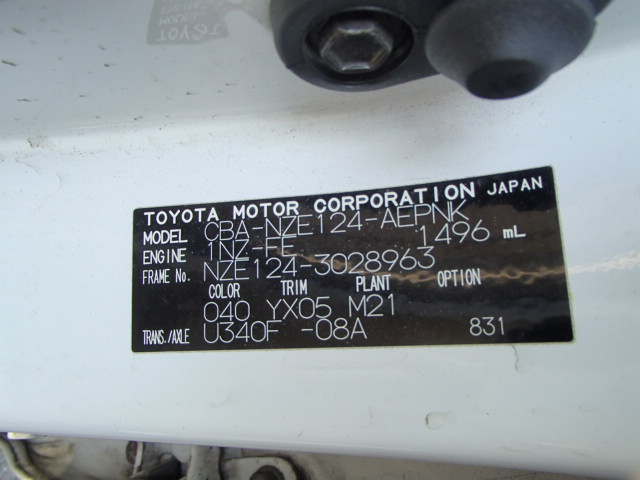 TOYOTA MOTOR CORPORATION JAPAN
MODEL CBA-NZE124-AEPNK
ENGINE 1NZ-FE 1496 mL
FRAME No. NZE124-3028963
COLOR TRIM PLANT OPTION
040 YX05 M21
TRANS./AXLE U340F -08A 831